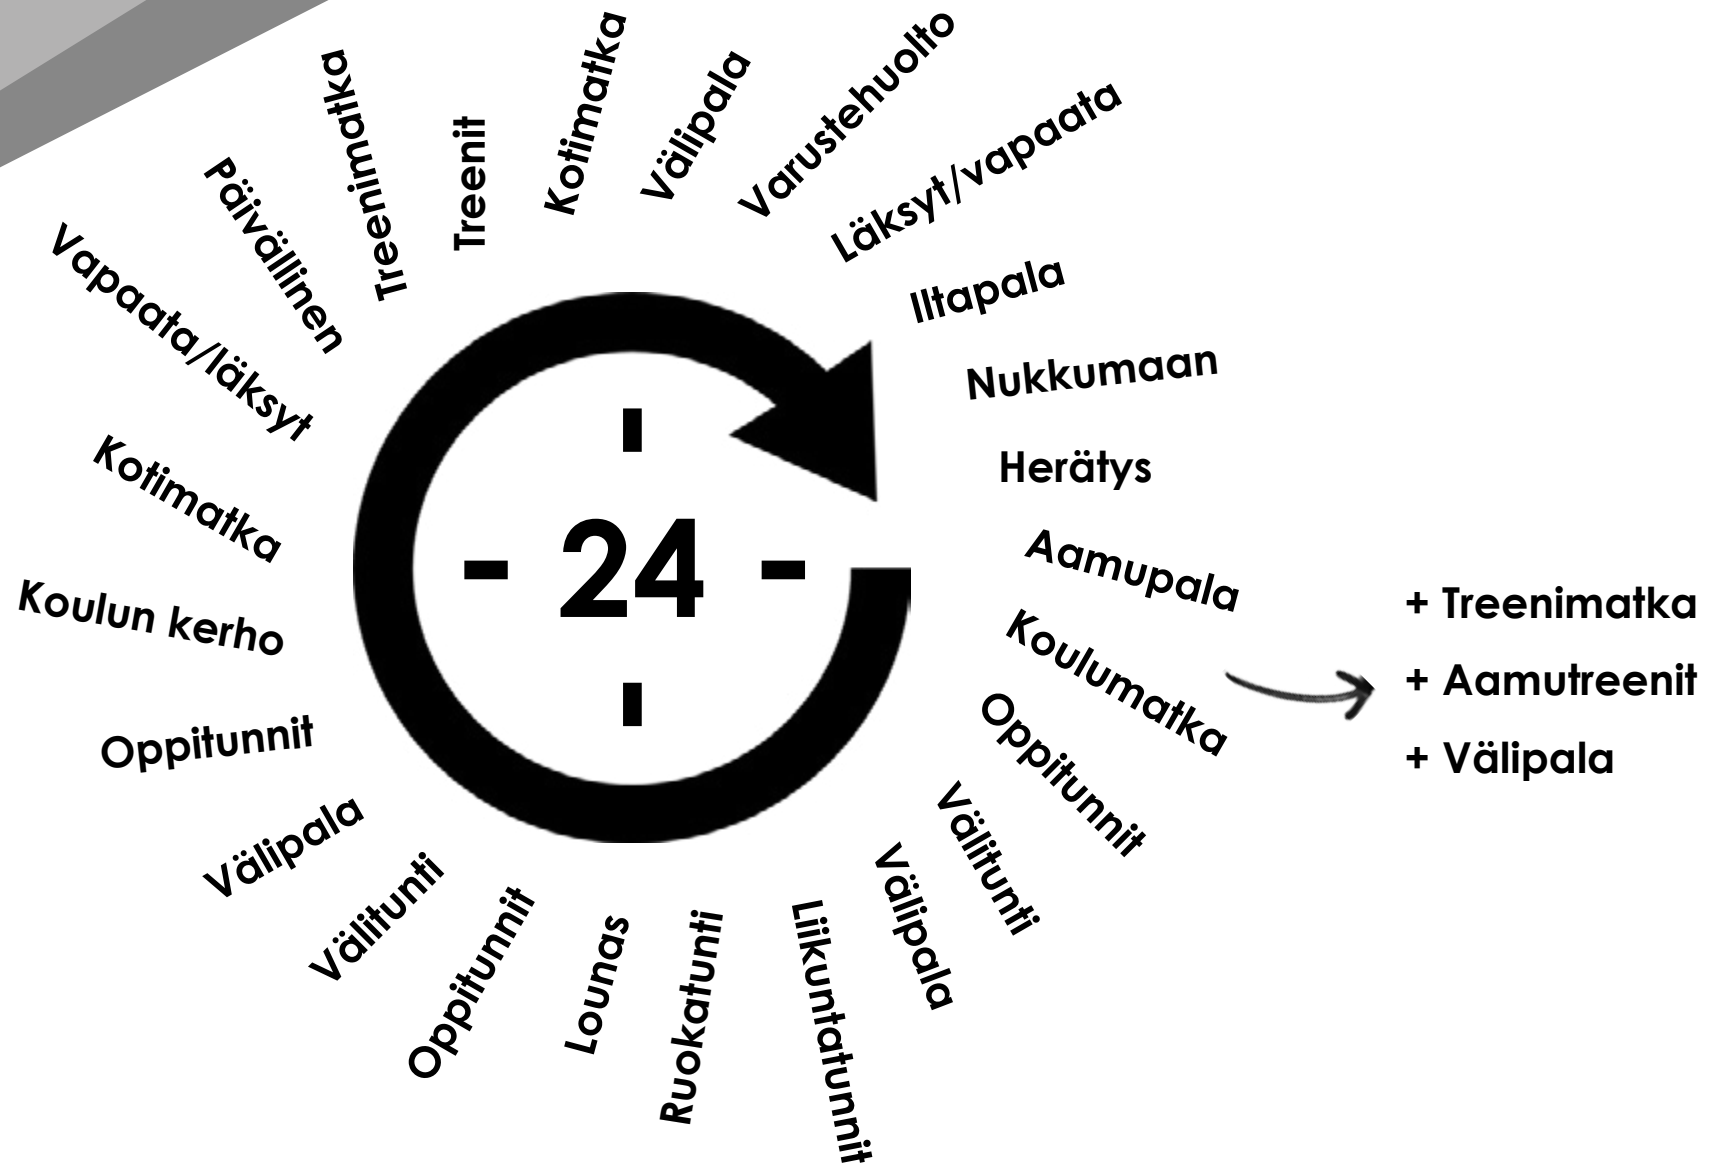 Herätys
Aamupala
Koulumatka
+ Treenimatka
+ Aamutreenit
+ Välipala
Oppitunnit
Välitunti
Välipala
Liikuntatunnit
Ruokatunti
Lounas
Oppitunnit
Välitunti
Välipala
Oppitunnit
Koulun kerho
Kotimatka
Vapaata/läksyt
Päivällinen
Treenimatka
Treenit
Kotimatka
Välipala
Varustehuolto
Läksyt/vapaata
Iltapala
Nukkumaan
24